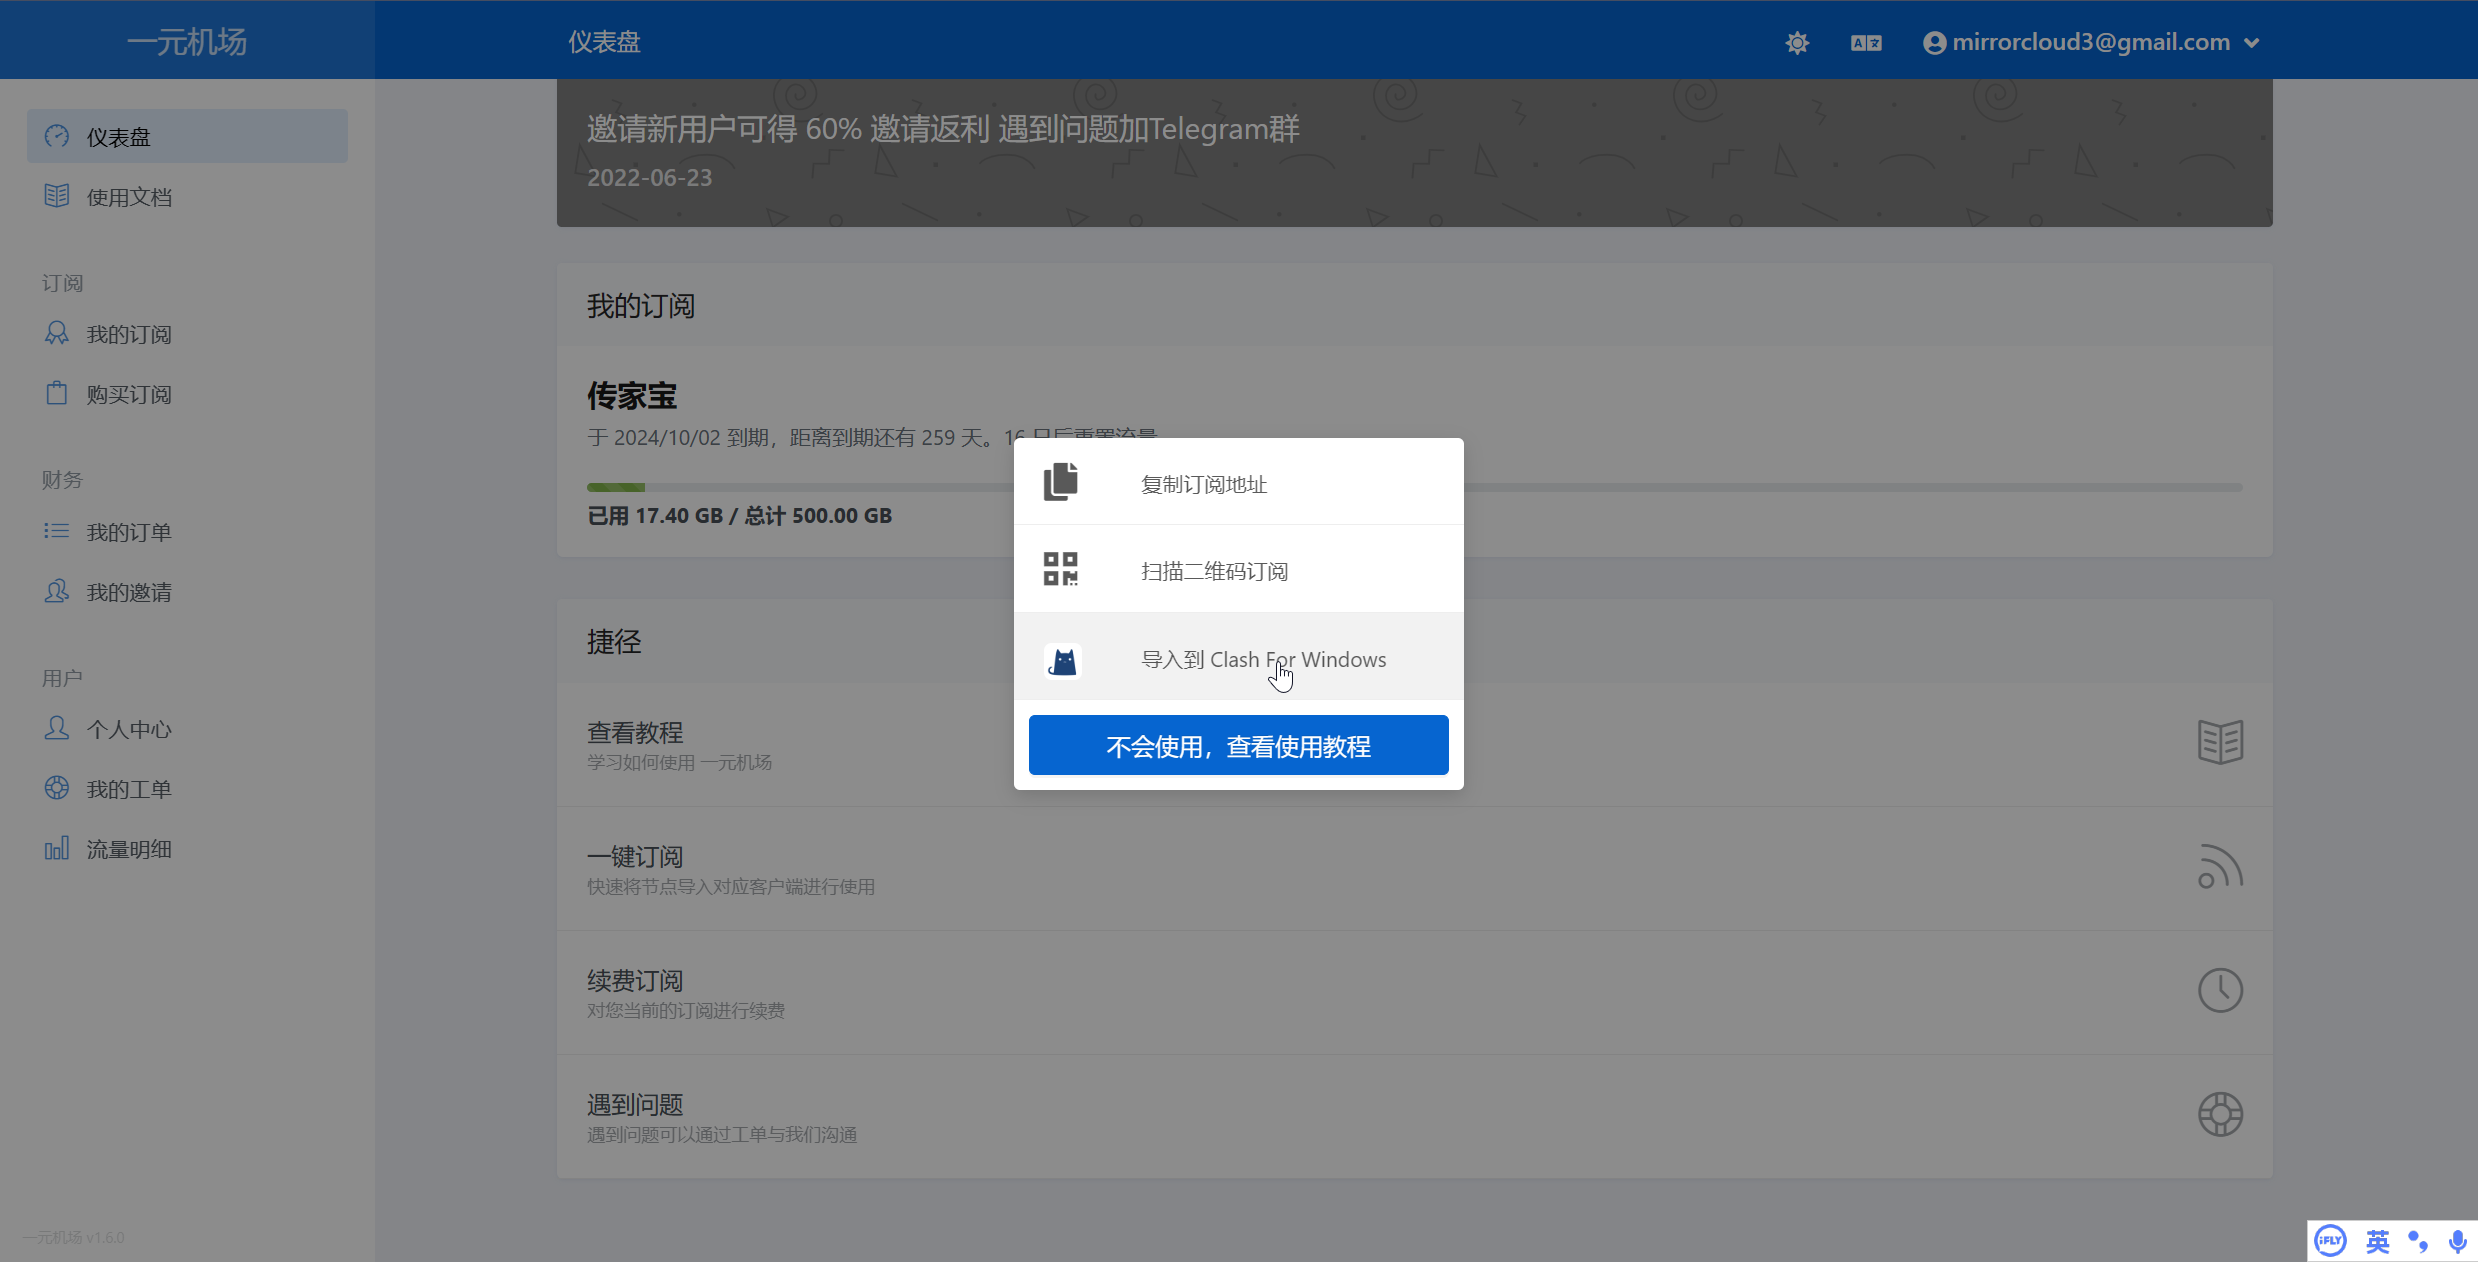 一元机场
仪表盘
mirrorcloud3@gmail.com
仪表盘
使用文档
订阅
我的订阅
购买订阅
财务
我的订单
我的邀请
用户
个人中心
我的工单
流量明细
一元机场 v1.6.0
邀请新用户可得 60% 邀请返利 遇到问题加Telegram群
2022-06-23
我的订阅
传家宝
于 2024/10/02 到期，距离到期还有 259 天。16 日后重置流量
已用 17.40 GB / 总计 500.00 GB
复制订阅地址
扫描二维码订阅
导入到 Clash For Windows
不会使用，查看使用教程
捷径
查看教程
学习如何使用 一元机场
一键订阅
快速将节点导入对应客户端进行使用
续费订阅
对您当前的订阅进行续费
遇到问题
遇到问题可以通过工单与我们沟通
iFLY 英